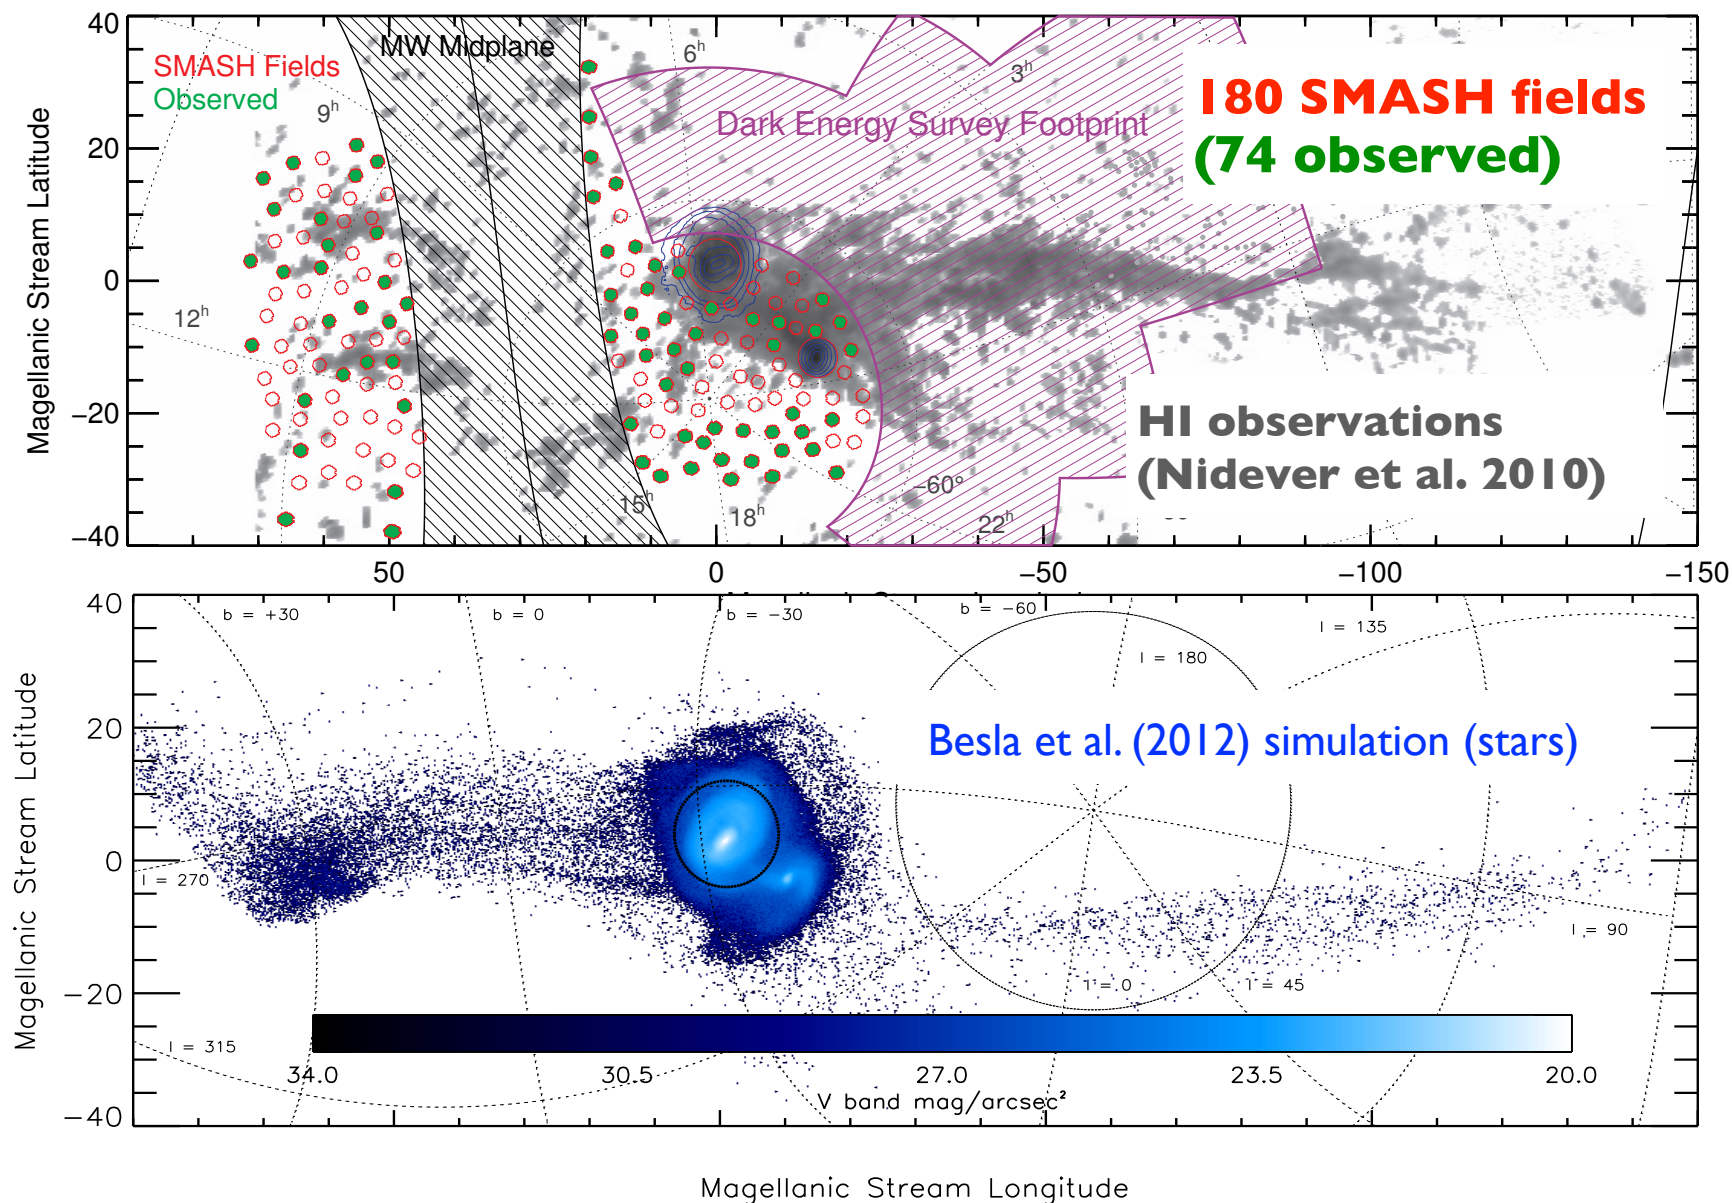 40
20
0
−20
−40
Magellanic Stream Latitude
MW Midplane
SMASH Fields
Observed
9h
12h
15h
18h
22h
6h
3h
−60°
Dark Energy Survey Footprint
180 SMASH fields
(74 observed)
HI observations
(Nidever et al. 2010)
50
0
−50
−100
−150
40
20
0
−20
−40
Magellanic Stream Latitude
b = +30
b = 0
b = −30
b = −60
l = 135
l = 180
Besla et al. (2012) simulation (stars)
l = 270
l = 90
l = 0
l = 45
l = 315
34.0
30.5
27.0
23.5
20.0
V band mag/arcsec²
Magellanic Stream Longitude